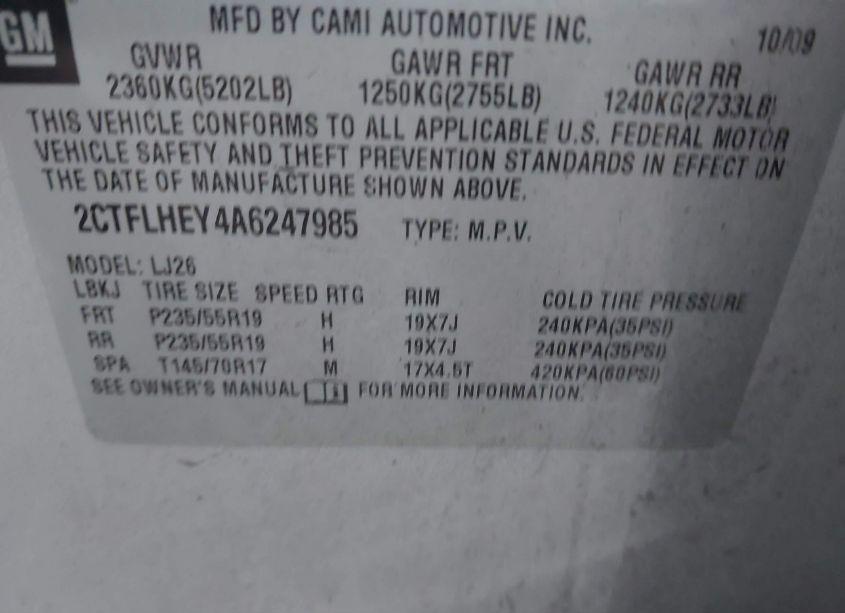 GM
MFD BY CAMI AUTOMOTIVE INC. 10/09
GVWR GAWR FRT GAWR RR
2360KG(5202LB) 1250KG(2755LB) 1240KG(2733LB)
THIS VEHICLE CONFORMS TO ALL APPLICABLE U.S. FEDERAL MOTOR
VEHICLE SAFETY AND THEFT PREVENTION STANDARDS IN EFFECT ON
THE DATE OF MANUFACTURE SHOWN ABOVE.
2CTFLHEY4A6247985 TYPE: M.P.V.
MODEL: LJ26
LBKJ TIRE SIZE SPEED RTG RIM COLD TIRE PRESSURE
FRT P235/55R19 H 19X7J 240KPA(35PSI)
RR P235/55R19 H 19X7J 240KPA(35PSI)
SPA T145/70R17 M 17X4.5T 420KPA(60PSI)
SEE OWNER'S MANUAL FOR MORE INFORMATION.